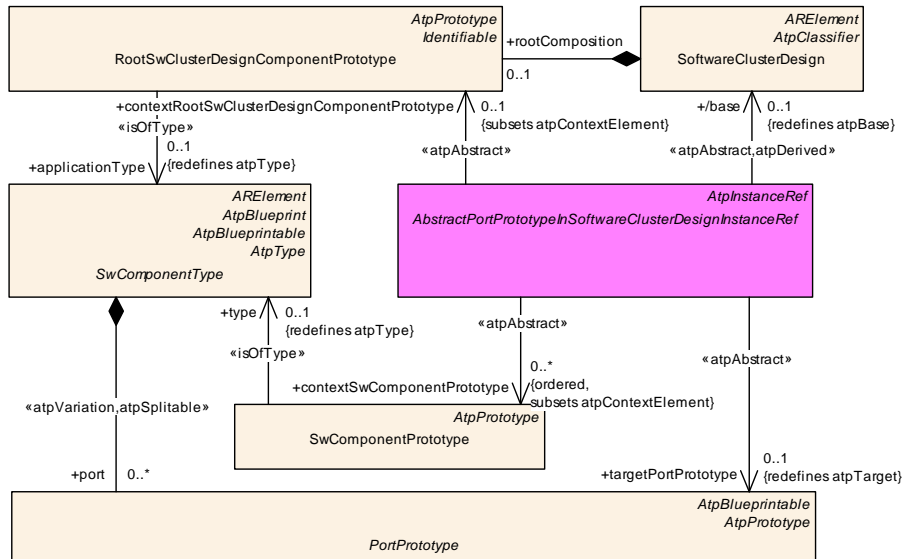 AtpPrototype
Identifiable
RootSwClusterDesignComponentPrototype
+rootComposition
0..1
ARElement
AtpClassifier
SoftwareClusterDesign
+contextRootSwClusterDesignComponentPrototype
0..1
{subsets atpContextElement}
+/base
0..1
{redefines atpBase}
«isOfType»
0..1
{redefines atpType}
+applicationType
«atpAbstract»
«atpAbstract,atpDerived»
ARElement
AtpBlueprint
AtpBlueprintable
AtpType
SwComponentType
AtpInstanceRef
AbstractPortPrototypeInSoftwareClusterDesignInstanceRef
+type
0..1
{redefines atpType}
«isOfType»
«atpAbstract»
«atpAbstract»
0..*
{ordered,
subsets atpContextElement}
+contextSwComponentPrototype
«atpVariation,atpSplitable»
AtpPrototype
SwComponentPrototype
+port
0..*
+targetPortPrototype
0..1
{redefines atpTarget}
AtpBlueprintable
AtpPrototype
PortPrototype